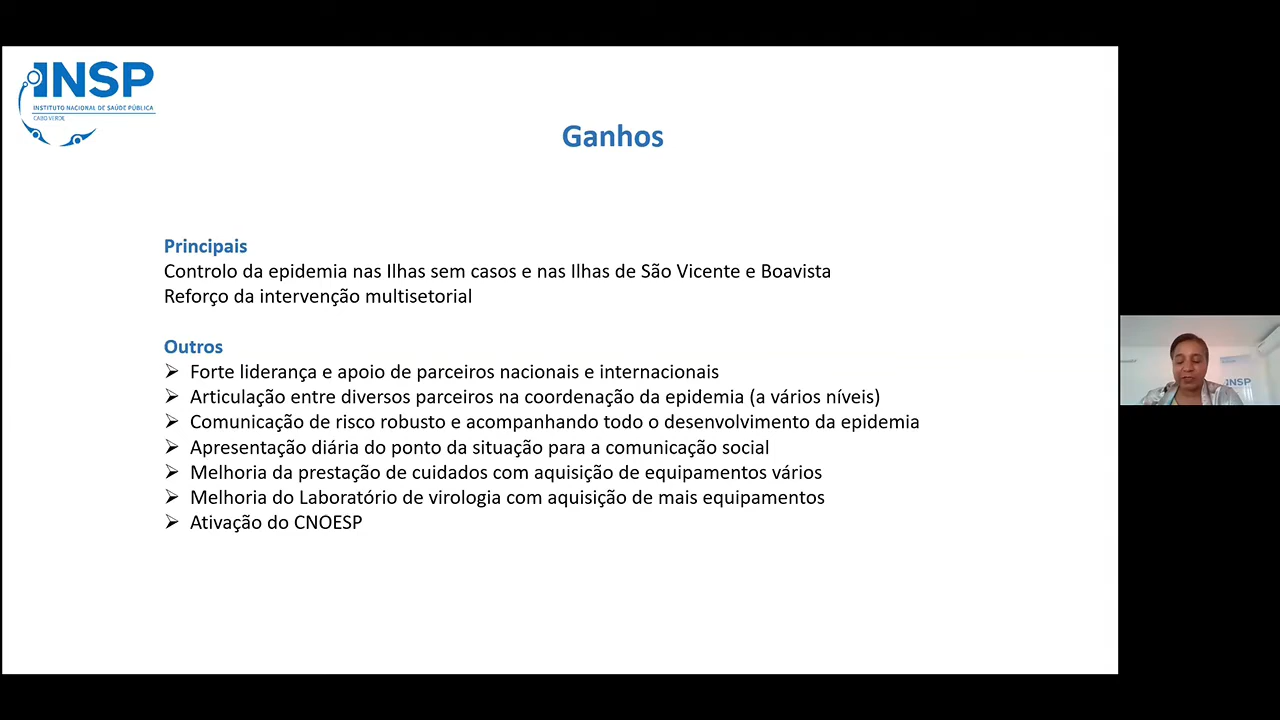 INSP
INSTITUTO NACIONAL DE SAÚDE PÚBLICA
CABO VERDE
Ganhos
Principais
Controlo da epidemia nas Ilhas sem casos e nas Ilhas de São Vicente e Boavista
Reforço da intervenção multisetorial
Outros
Forte liderança e apoio de parceiros nacionais e internacionais
Articulação entre diversos parceiros na coordenação da epidemia (a vários níveis)
Comunicação de risco robusto e acompanhando todo o desenvolvimento da epidemia
Apresentação diária do ponto da situação para a comunicação social
Melhoria da prestação de cuidados com aquisição de equipamentos vários
Melhoria do Laboratório de virologia com aquisição de mais equipamentos
Ativação do CNOESP
INSP